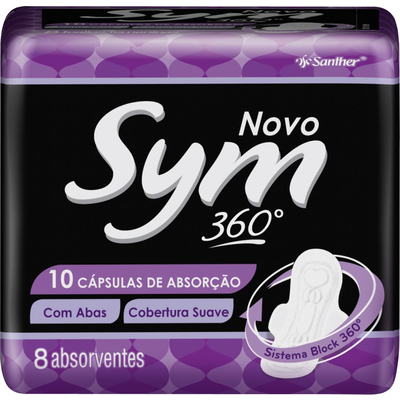 Santher
Novo
Sym
360°
10 CÁPSULAS DE ABSORÇÃO
Com Abas
Cobertura Suave
Sistema Block 360°
8 absorventes